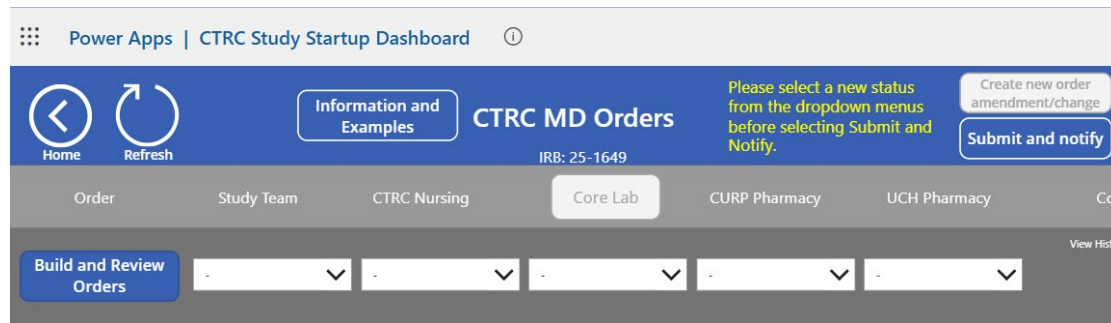 Power Apps | CTRC Study Startup Dashboard
Information and
Examples
CTRC MD Orders
IRB: 25-1649
Please select a new status
from the dropdown menus
before selecting Submit and
Notify.
Create new order
amendment/change
Submit and notify
Home
Refresh
Order
Study Team
CTRC Nursing
Core Lab
CURP Pharmacy
UCH Pharmacy
View
Build and Review
Orders
-
-
-
-
-